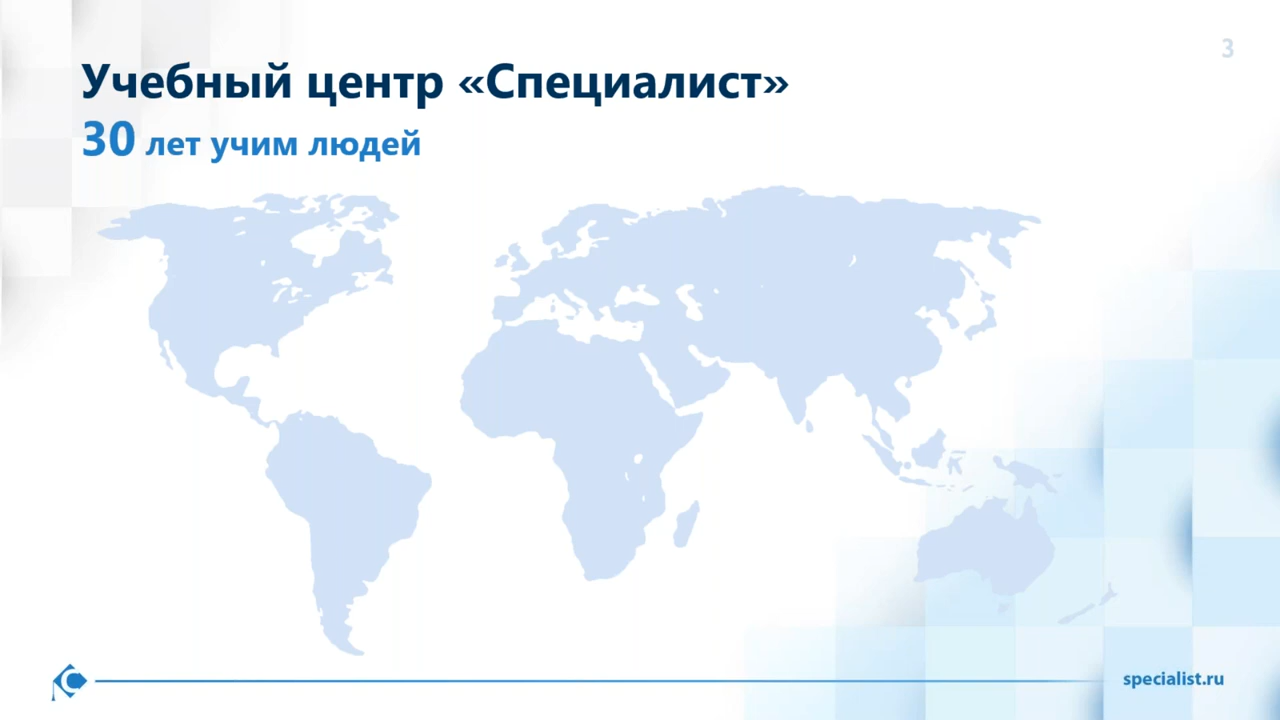 3
Учебный центр «Специалист»
30 лет учим людей
specialist.ru